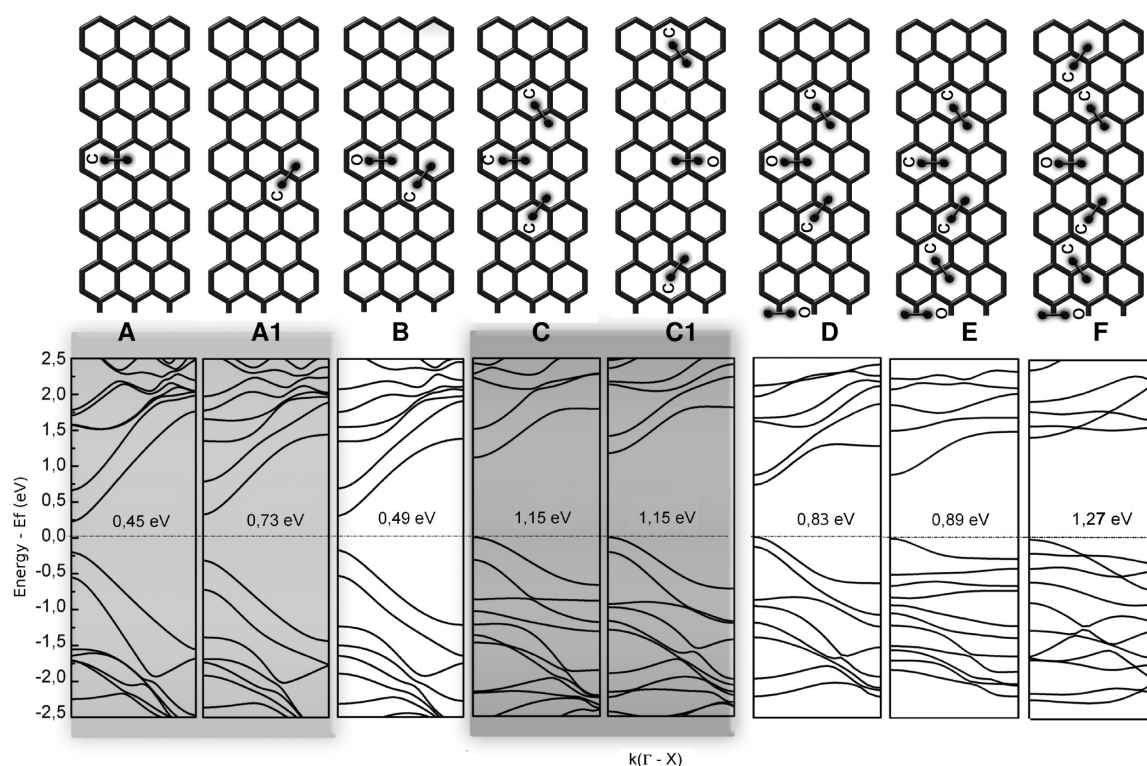 C
C
O
C
C
C
C
C
O
C
C
O
C
O
C
C
C
C
O
C
C
O
C
C
O
A A1 B C C1 D E F
2,5
2,0
1,5
1,0
0,5
0,0
-0,5
-1,0
-1,5
-2,0
-2,5
Energy - Ef (eV)
0,45 eV 0,73 eV 0,49 eV 1,15 eV 1,15 eV 0,83 eV 0,89 eV 1,27 eV
k(Γ - X)